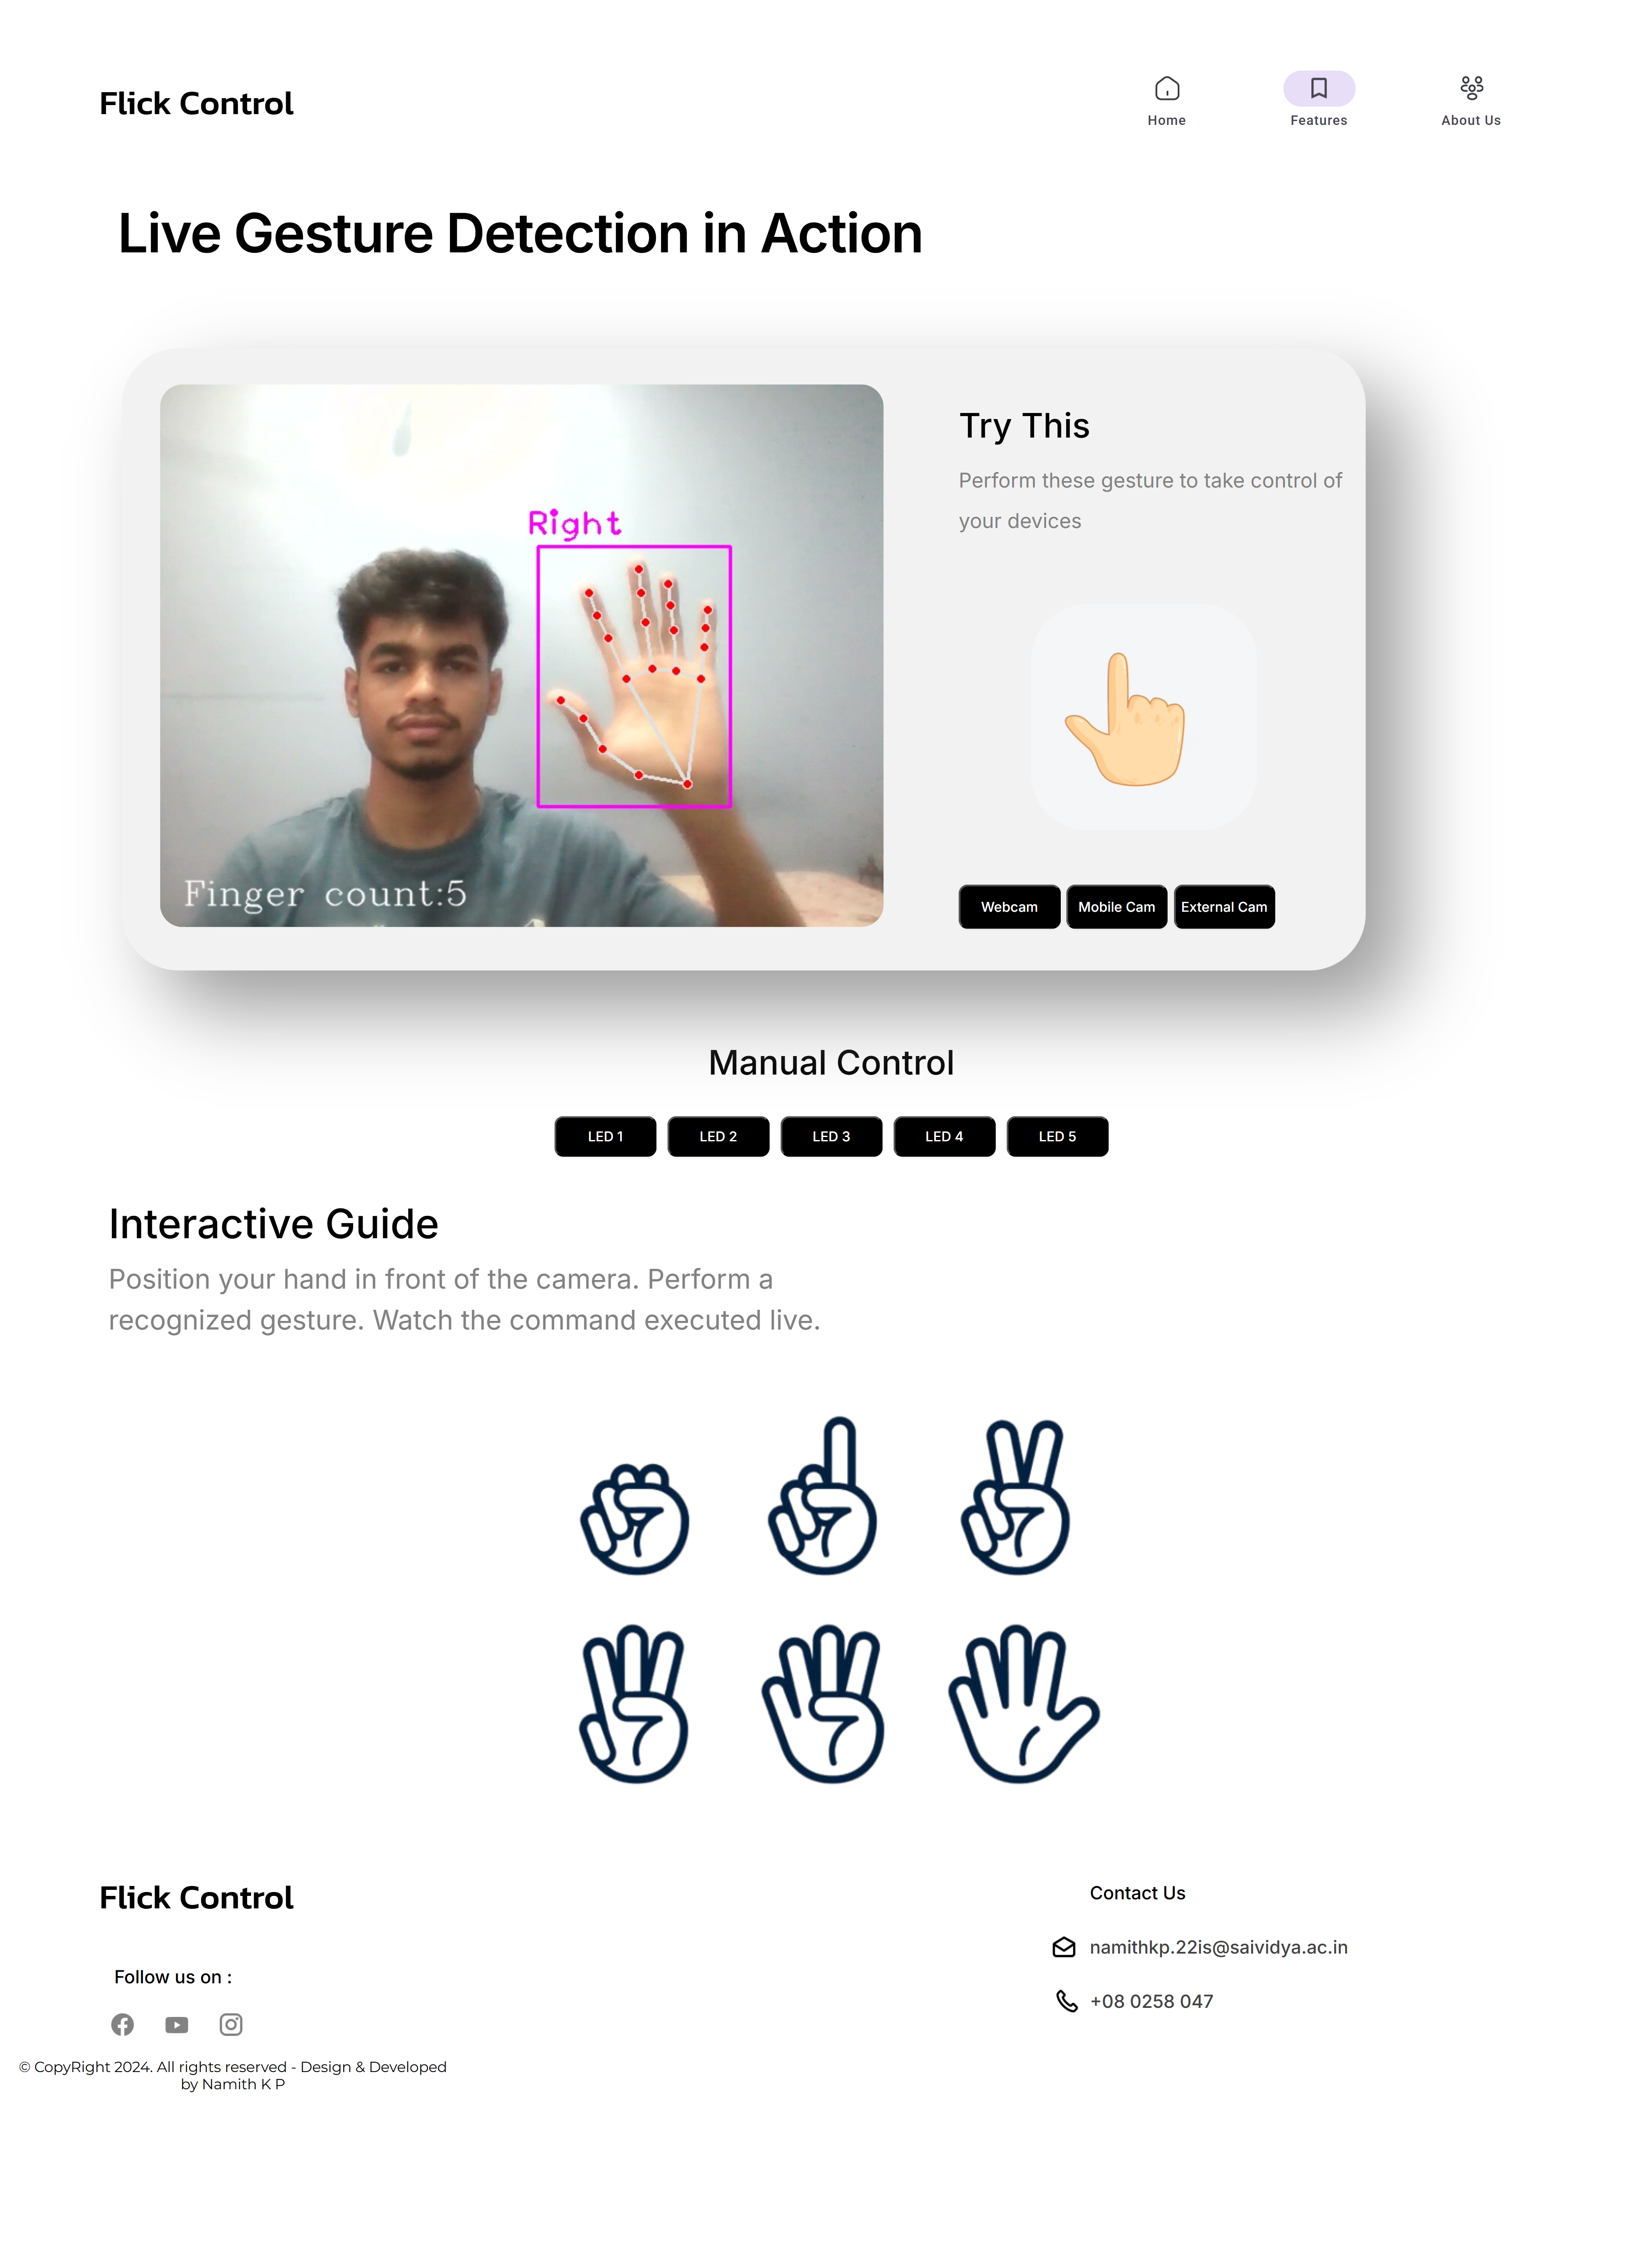 Flick Control
Home
Features
About Us
Live Gesture Detection in Action
Right
Finger count:5
Try This
Perform these gesture to take control of
your devices
Webcam
Mobile Cam
External Cam
Manual Control
LED 1
LED 2
LED 3
LED 4
LED 5
Interactive Guide
Position your hand in front of the camera. Perform a
recognized gesture. Watch the command executed live.
Flick Control
Follow us on :
© CopyRight 2024. All rights reserved - Design & Developed
by Namith K P
Contact Us
namithkp.22is@saividya.ac.in
+08 0258 047